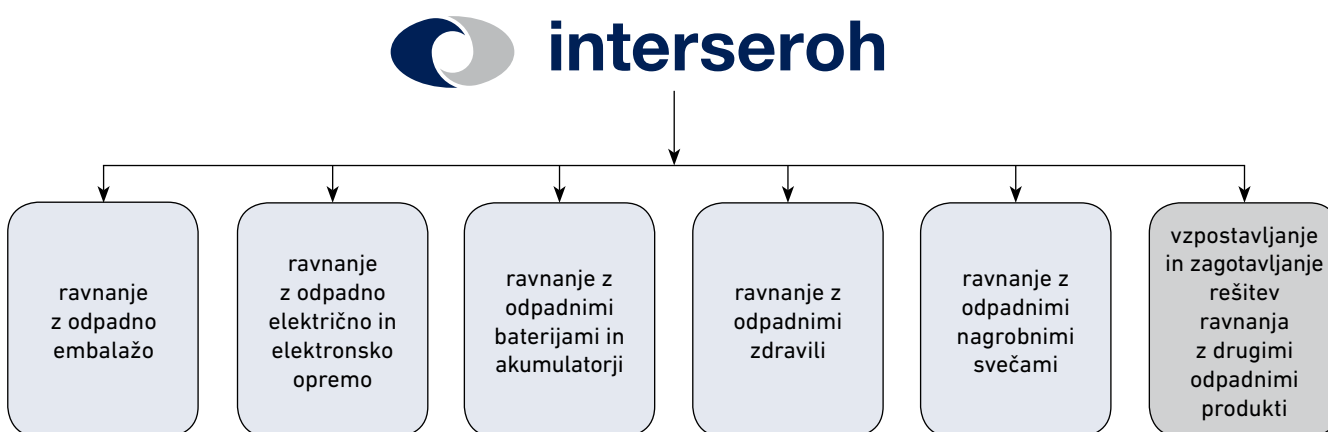 interseroh
ravnanje
z odpadno
embalažo
ravnanje
z odpadno
električno in
elektronsko
opremo
ravnanje z
odpadnimi
baterijami in
akumulatorji
ravnanje z
odpadnimi
zdravili
ravnanje z
odpadnimi
nagrobnimi
svečami
vzpostavljanje
in zagotavljanje
rešitev
ravnanja
z drugimi
odpadnimi
produkti